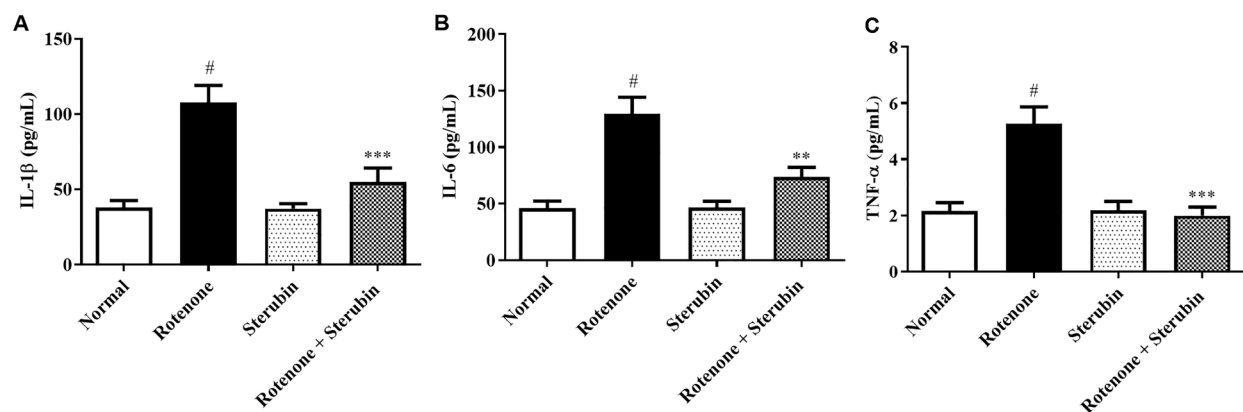 A
IL-1β (pg/mL)
150
100
50
0
#
***
Normal
Rotenone
Sterubin
Rotenone + Sterubin
B
IL-6 (pg/mL)
200
150
100
50
0
#
**
Normal
Rotenone
Sterubin
Rotenone + Sterubin
C
TNF-α (pg/mL)
8
6
4
2
0
#
***
Normal
Rotenone
Sterubin
Rotenone + Sterubin